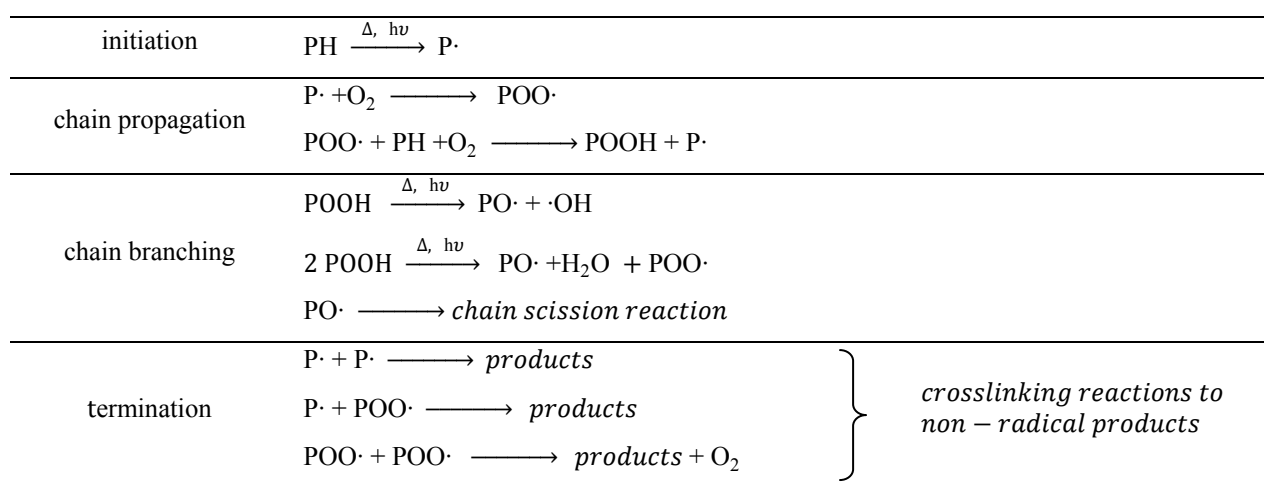 initiation
PH —Δ, hυ→ P·
chain propagation
P· +O₂ ⟶ POO·
POO· + PH +O₂ ⟶ POOH + P·
chain branching
POOH —Δ, hυ→ PO· + ·OH
2 POOH —Δ, hυ→ PO· +H₂O + POO·
PO· ⟶ chain scission reaction
termination
P· + P· ⟶ products
P· + POO· ⟶ products
POO· + POO· ⟶ products + O₂
crosslinking reactions to
non − radical products